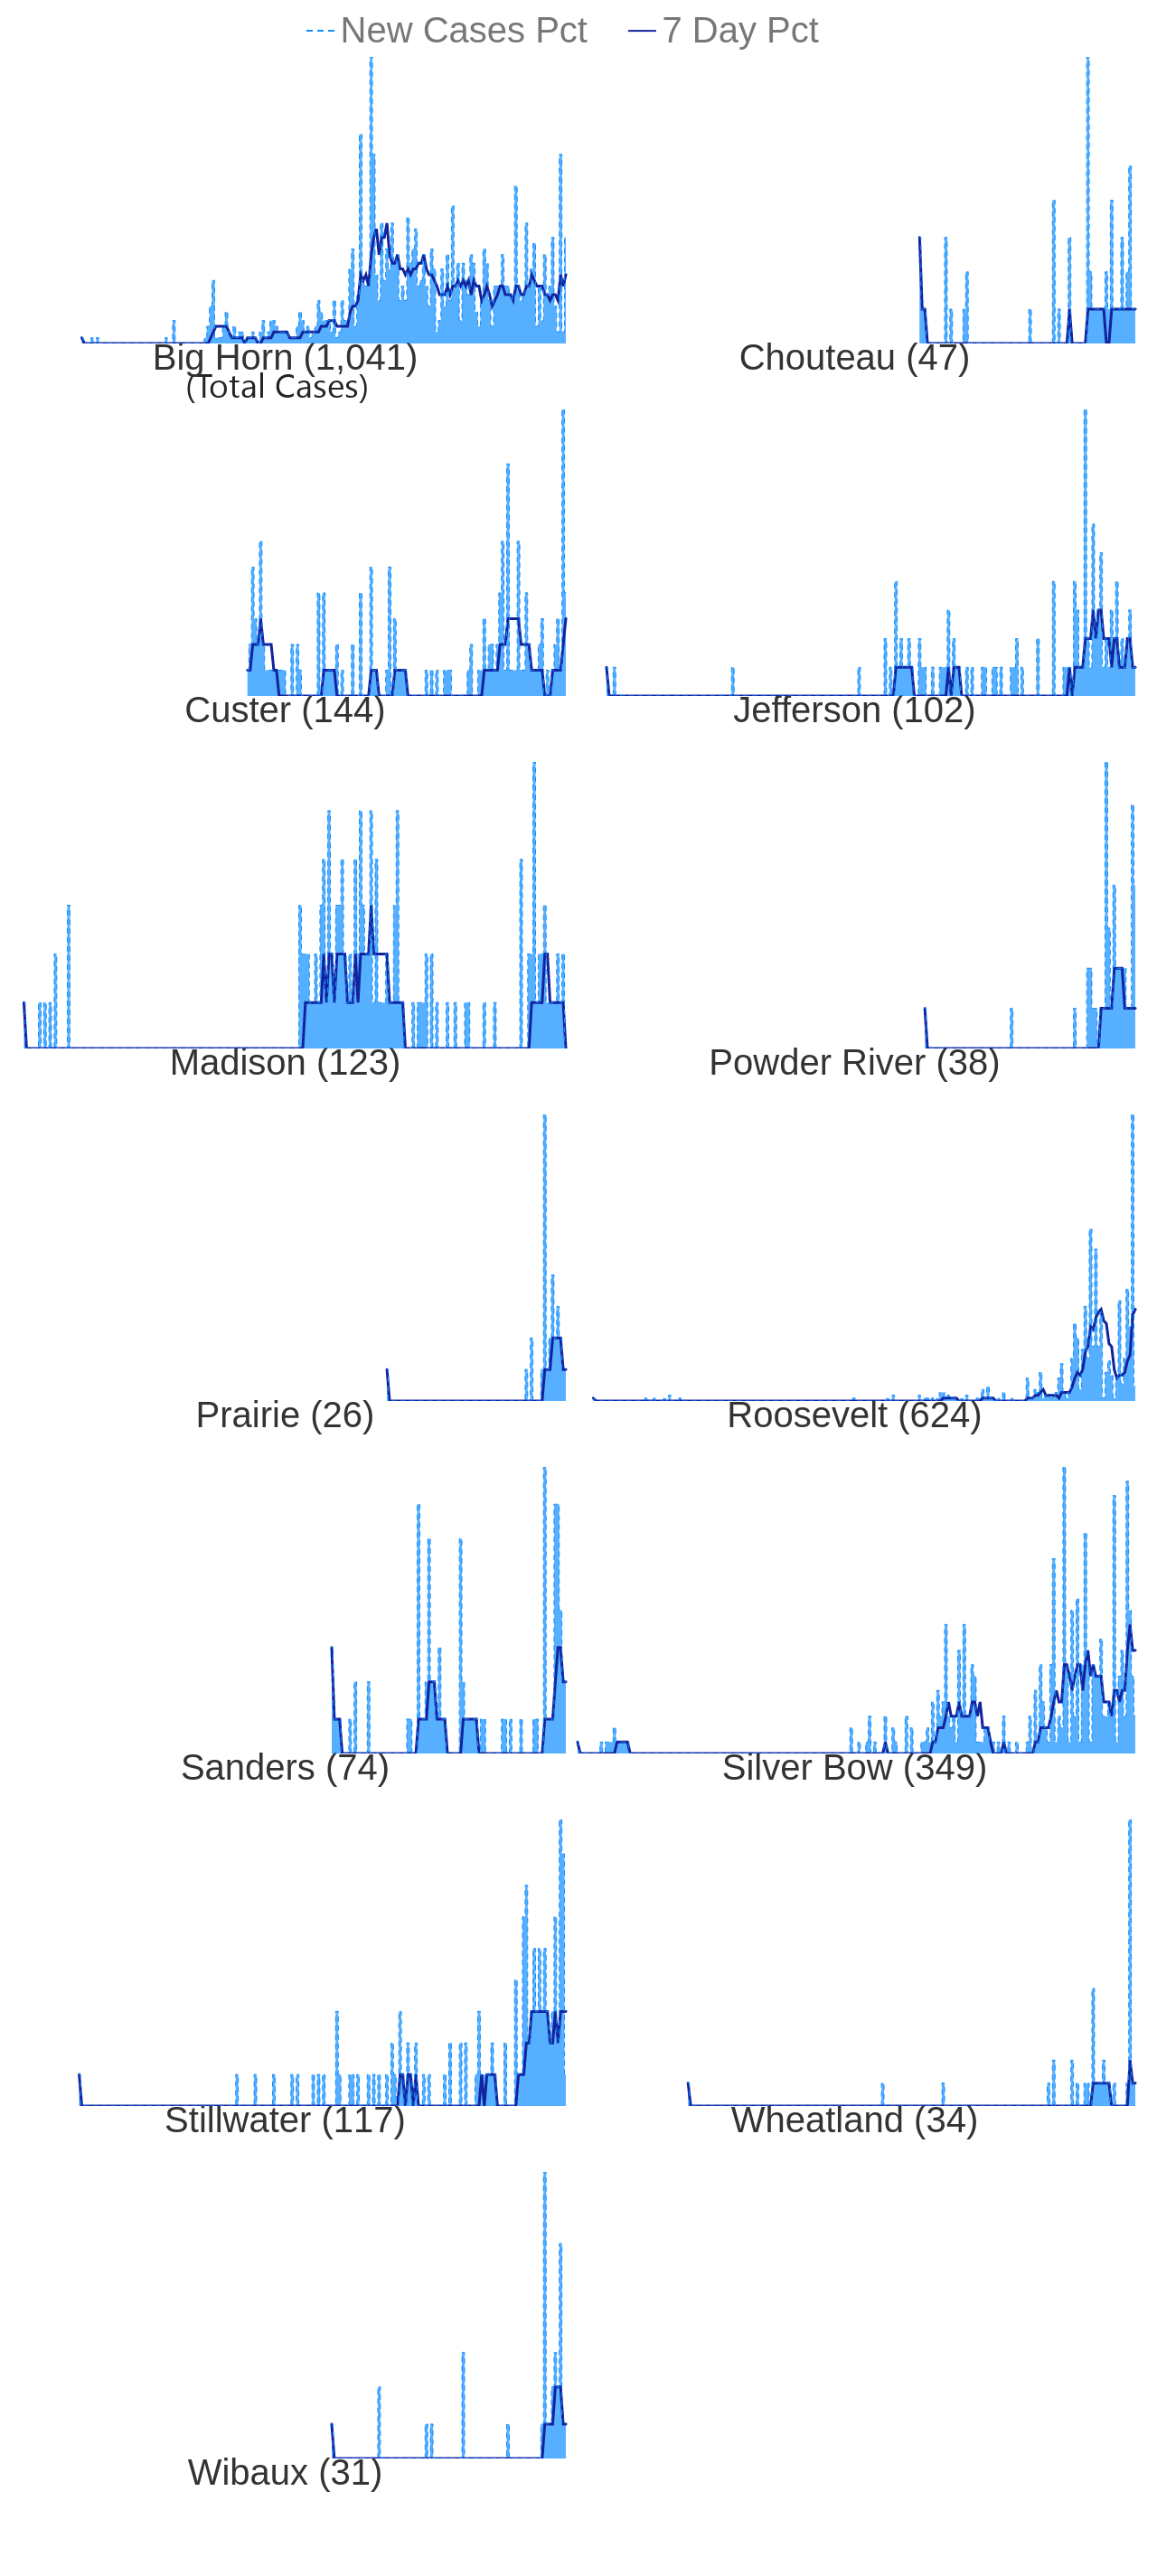 New Cases Pct 7 Day Pct
Big Horn (1,041) Chouteau (47)
(Total Cases)
Custer (144) Jefferson (102)
Madison (123) Powder River (38)
Prairie (26) Roosevelt (624)
Sanders (74) Silver Bow (349)
Stillwater (117) Wheatland (34)
Wibaux (31)